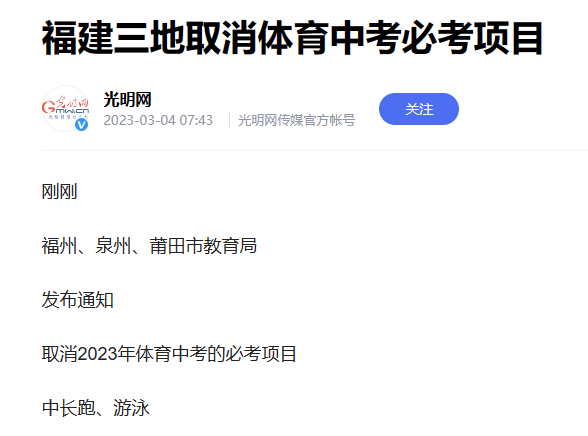 福建三地取消体育中考必考项目
光明网
2023-03-04 07:43
光明网传媒官方帐号
关注
刚刚
福州、泉州、莆田市教育局
发布通知
取消2023年体育中考的必考项目
中长跑、游泳